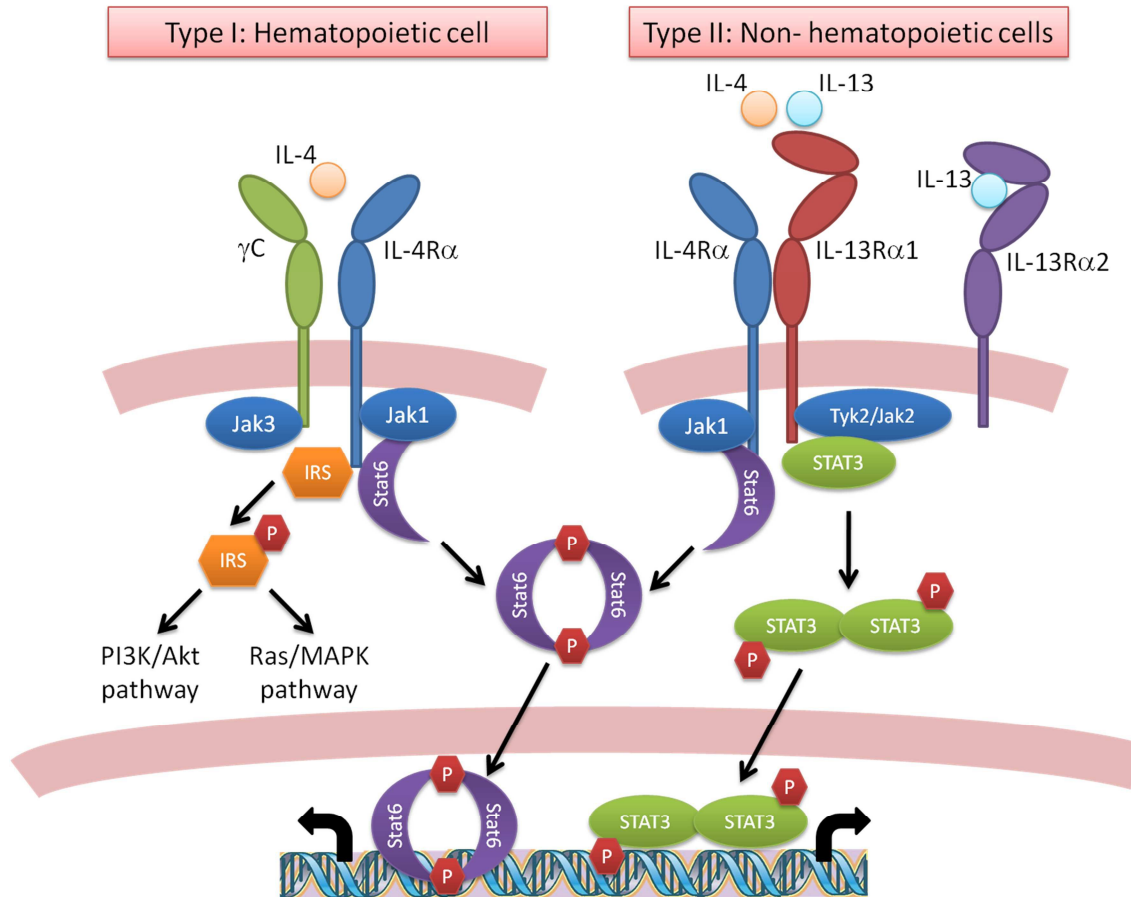 Type I: Hematopoietic cell
Type II: Non- hematopoietic cells
IL-4
IL-13
IL-4
IL-13
γC
IL-4Rα
IL-4Rα
IL-13Rα1
IL-13Rα2
Jak3
Jak1
Jak1
Tyk2/Jak2
IRS
Stat6
Stat6
STAT3
P
IRS
P
Stat6
Stat6
P
P
STAT3
STAT3
P
PI3K/Akt
pathway
Ras/MAPK
pathway
P
Stat6
Stat6
P
P
STAT3
STAT3
P